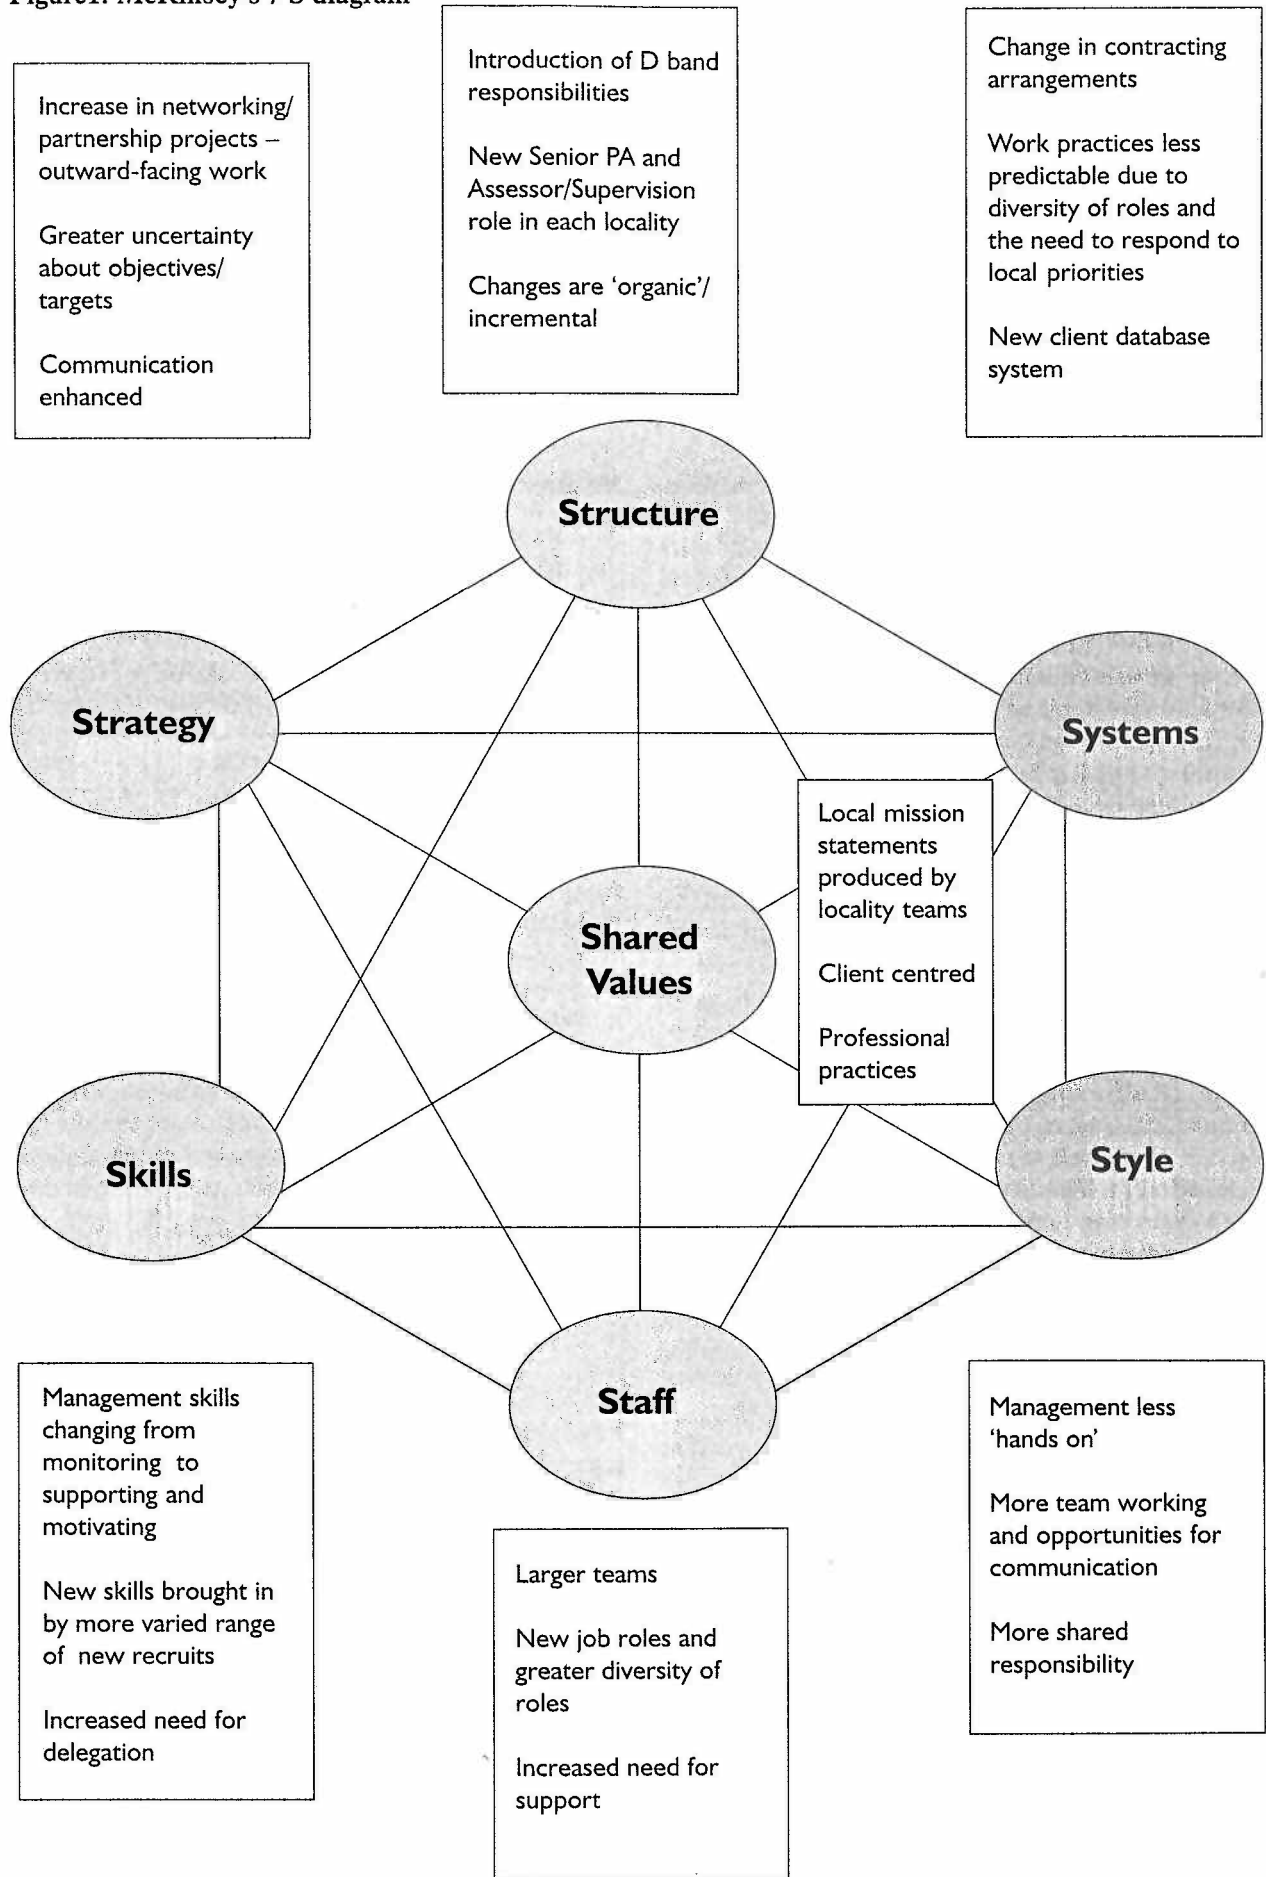 Figure1: McKinsey's 7 S diagram
Increase in networking/
partnership projects –
outward-facing work
Greater uncertainty
about objectives/
targets
Communication
enhanced
Introduction of D band
responsibilities
New Senior PA and
Assessor/Supervision
role in each locality
Changes are ‘organic’/
incremental
Change in contracting
arrangements
Work practices less
predictable due to
diversity of roles and
the need to respond to
local priorities
New client database
system
Structure
Strategy
Systems
Shared
Values
Local mission
statements
produced by
locality teams
Client centred
Professional
practices
Skills
Style
Staff
Management skills
changing from
monitoring to
supporting and
motivating
New skills brought in
by more varied range
of new recruits
Increased need for
delegation
Larger teams
New job roles and
greater diversity of
roles
Increased need for
support
Management less
‘hands on’
More team working
and opportunities for
communication
More shared
responsibility